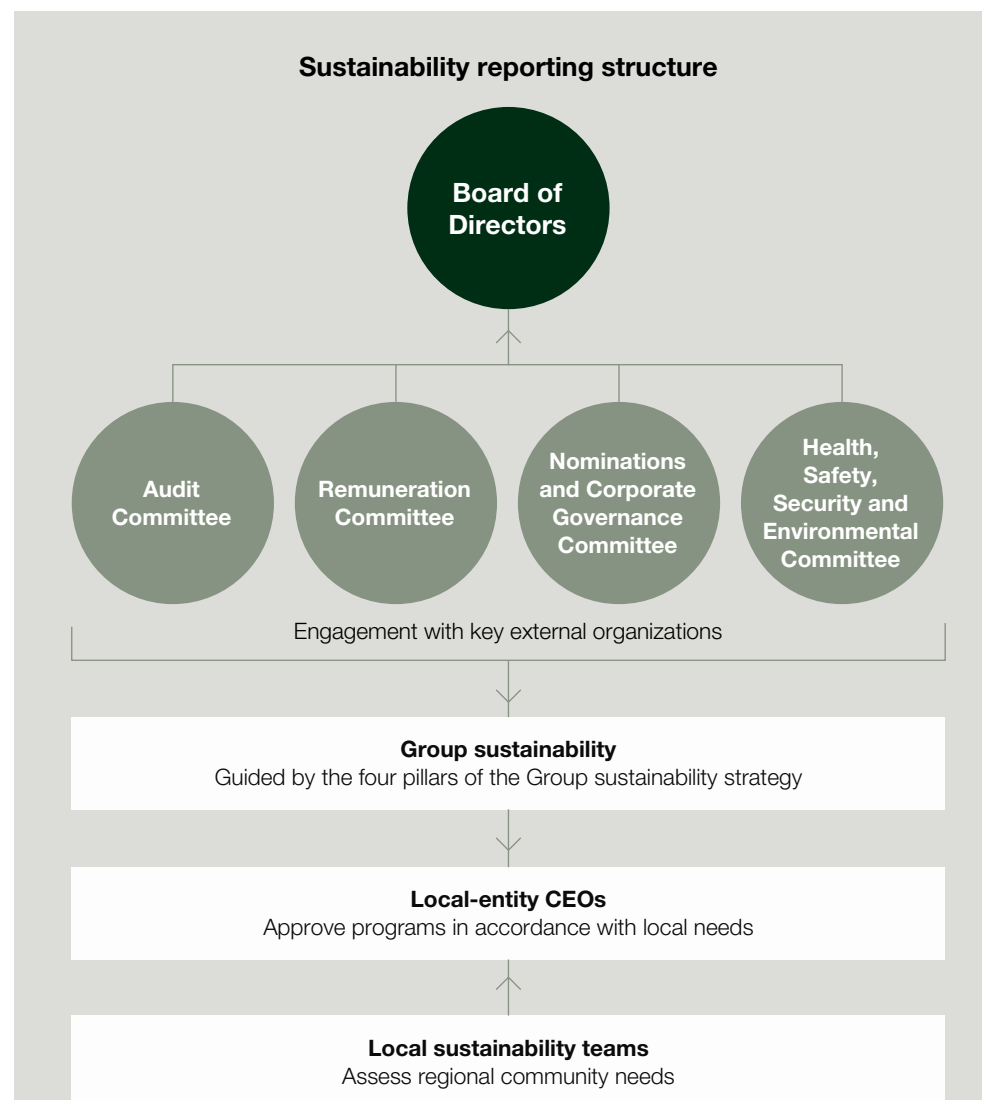 Sustainability reporting structure
Board of
Directors
Audit
Committee
Remuneration
Committee
Nominations
and Corporate
Governance
Committee
Health,
Safety,
Security and
Environmental
Committee
Engagement with key external organizations
Group sustainability
Guided by the four pillars of the Group sustainability strategy
Local-entity CEOs
Approve programs in accordance with local needs
Local sustainability teams
Assess regional community needs